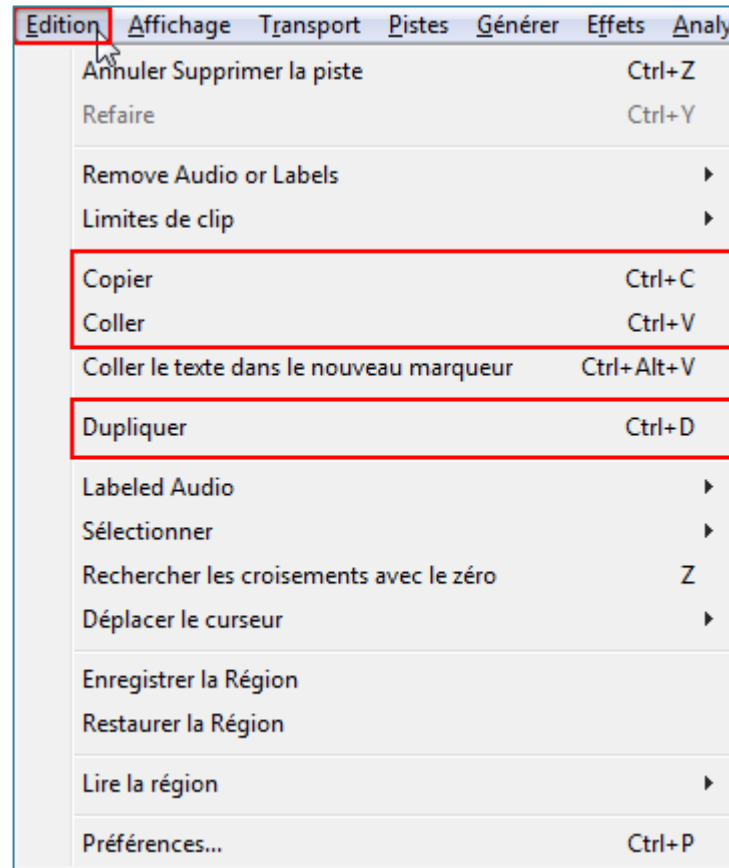 Edition Affichage Transport Pistes Générer Effets Analy
Annuler Supprimer la piste Ctrl+Z
Refaire Ctrl+Y
Remove Audio or Labels
Limites de clip
Copier Ctrl+C
Coller Ctrl+V
Coller le texte dans le nouveau marqueur Ctrl+Alt+V
Dupliquer Ctrl+D
Labeled Audio
Sélectionner
Rechercher les croisements avec le zéro Z
Déplacer le curseur
Enregistrer la Région
Restaurer la Région
Lire la région
Préférences... Ctrl+P